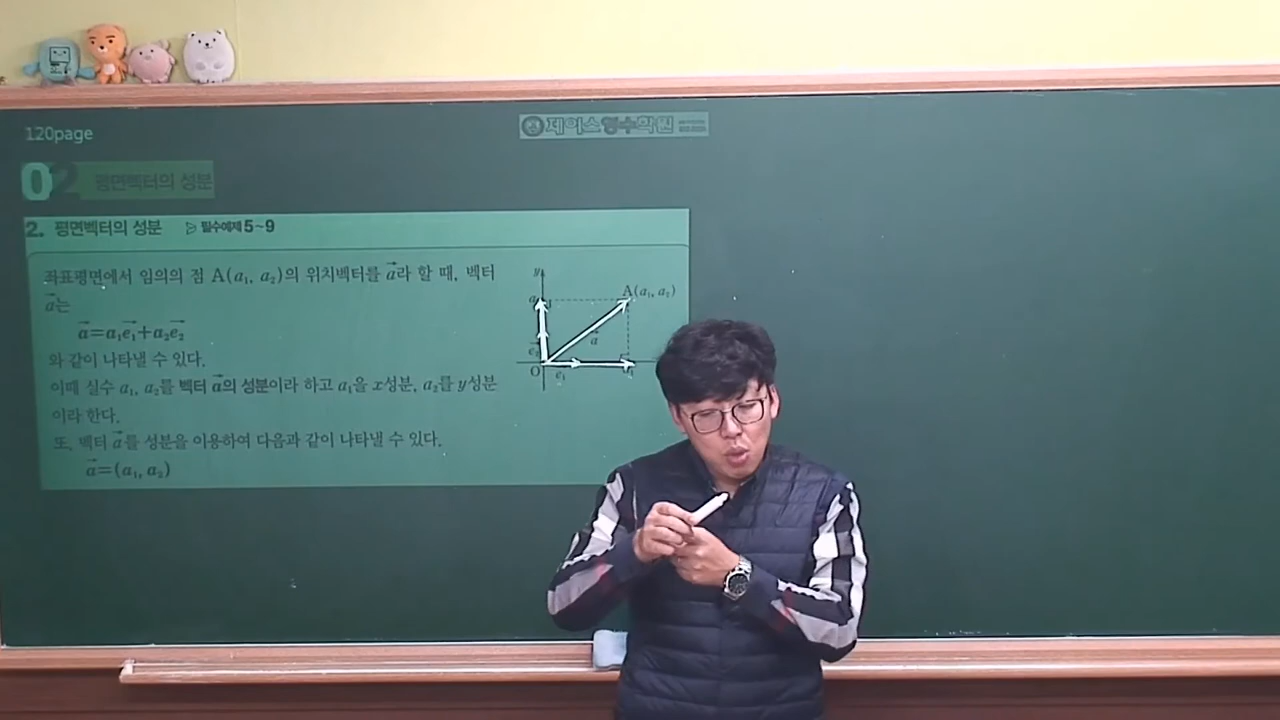 120page
제이스영수학원
02 평면벡터의 성분
2. 평면벡터의 성분 ▷ 필수예제 5~9
좌표평면에서 임의의 점 A(a₁, a₂)의 위치벡터를 a⃗라 할 때, 벡터
a⃗는
a⃗=a₁e⃗₁+a₂e⃗₂
와 같이 나타낼 수 있다.
이때 실수 a₁, a₂를 벡터 a⃗의 성분이라 하고 a₁을 x성분, a₂를 y성분
이라 한다.
또, 벡터 a⃗를 성분을 이용하여 다음과 같이 나타낼 수 있다.
a⃗=(a₁, a₂)
y
A(a₁, a₂)
a⃗
O
e₁